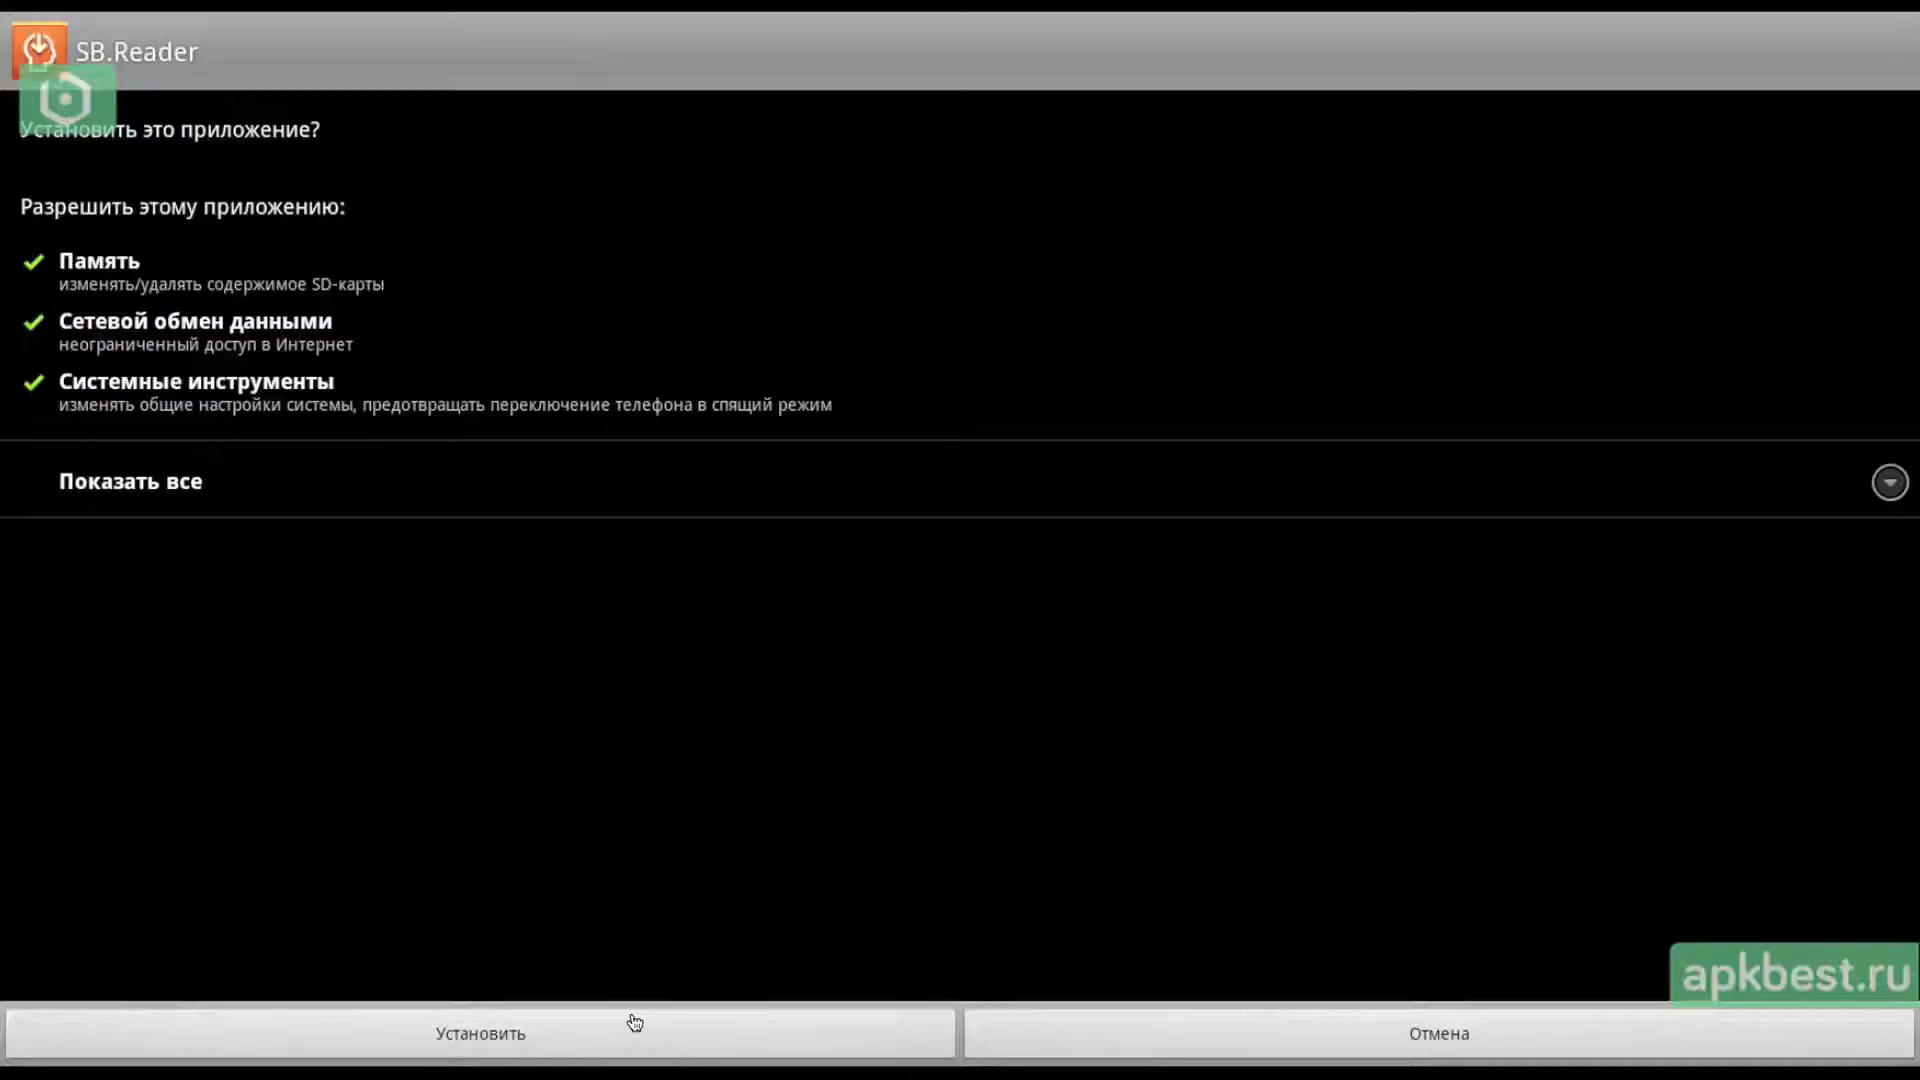 SB.Reader
Установить это приложение?
Разрешить этому приложению:
Память
изменять/удалять содержимое SD-карты
Сетевой обмен данными
неограниченный доступ в Интернет
Системные инструменты
изменять общие настройки системы, предотвращать переключение телефона в спящий режим
Показать все
apkbest.ru
Установить
Отмена